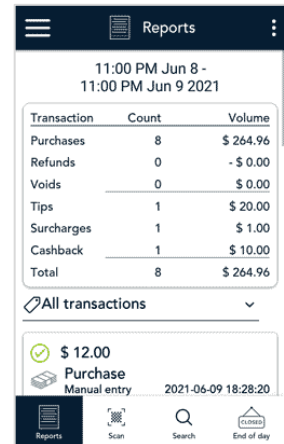 Reports
11:00 PM Jun 8 -
11:00 PM Jun 9 2021
Transaction Count Volume
Purchases 8 $ 264.96
Refunds 0 - $ 0.00
Voids 0 $ 0.00
Tips 1 $ 20.00
Surcharges 1 $ 1.00
Cashback 1 $ 10.00
Total 8 $ 264.96
All transactions
$ 12.00
Purchase
Manual entry 2021-06-09 18:28:20
CLOSED
Reports Scan Search End of day